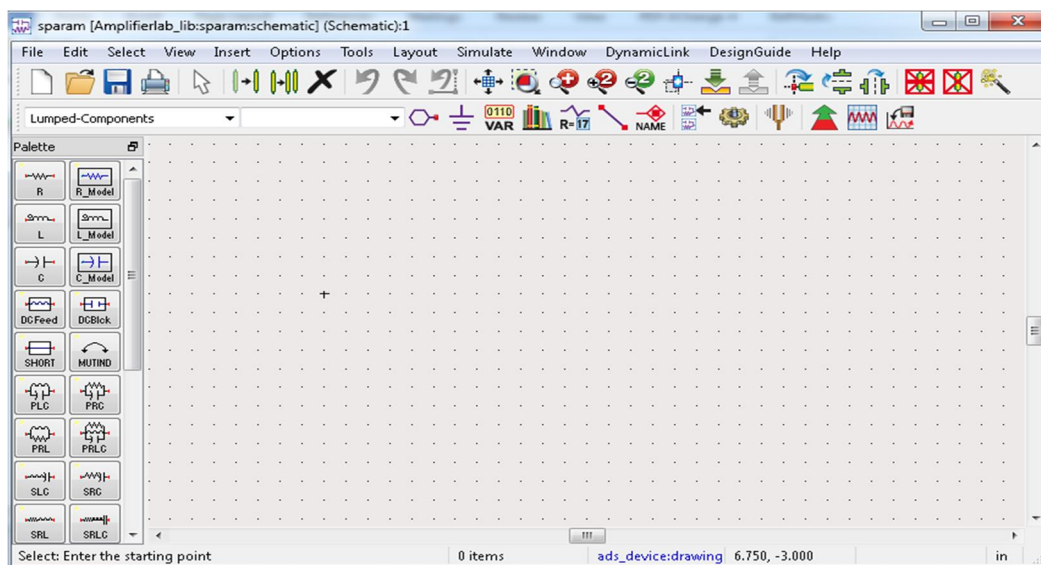 sparam [Amplifierlab_lib:sparam:schematic] (Schematic):1
File Edit Select View Insert Options Tools Layout Simulate Window DynamicLink DesignGuide Help
Lumped-Components
0110
VAR
R=17
NAME
Palette
R R_Model
L L_Model
C C_Model
DCFeed DCBlck
SHORT MUTIND
PLC PRC
PRL PRLC
SLC SRC
SRL SRLC
Select: Enter the starting point 0 items ads_device:drawing 6.750, -3.000 in